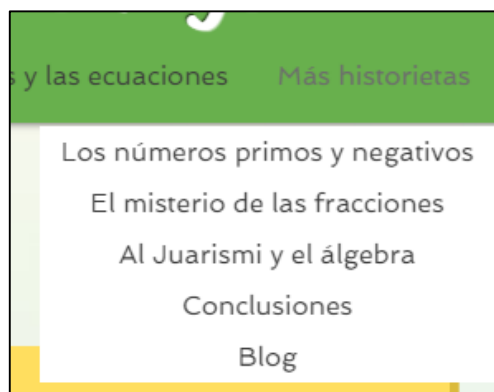 y las ecuaciones Más historietas
Los números primos y negativos
El misterio de las fracciones
Al Juarismi y el álgebra
Conclusiones
Blog